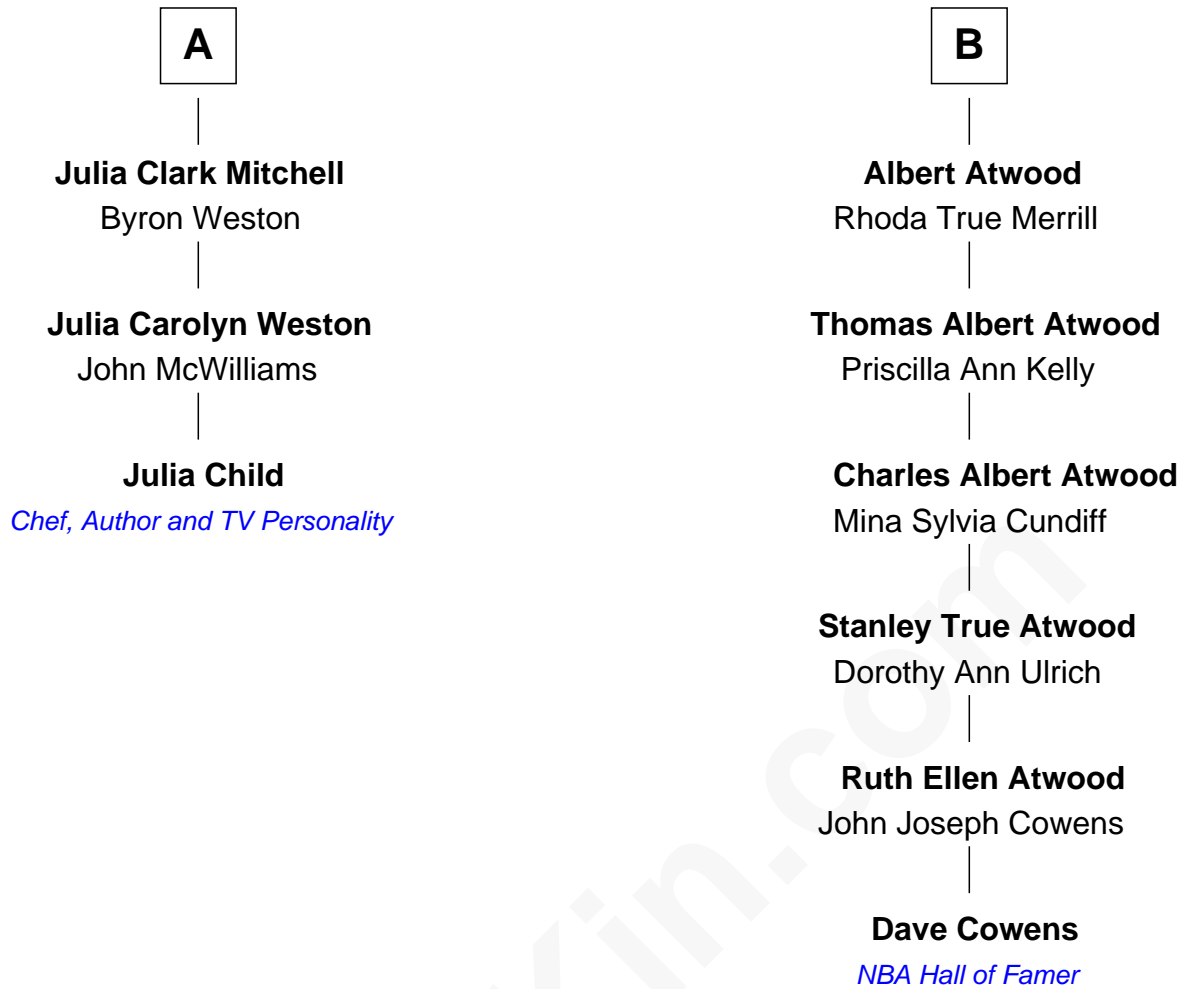 A
Julia Clark Mitchell
Byron Weston
Julia Carolyn Weston
John McWilliams
Julia Child
Chef, Author and TV Personality
B
Albert Atwood
Rhoda True Merrill
Thomas Albert Atwood
Priscilla Ann Kelly
Charles Albert Atwood
Mina Sylvia Cundiff
Stanley True Atwood
Dorothy Ann Ulrich
Ruth Ellen Atwood
John Joseph Cowens
Dave Cowens
NBA Hall of Famer